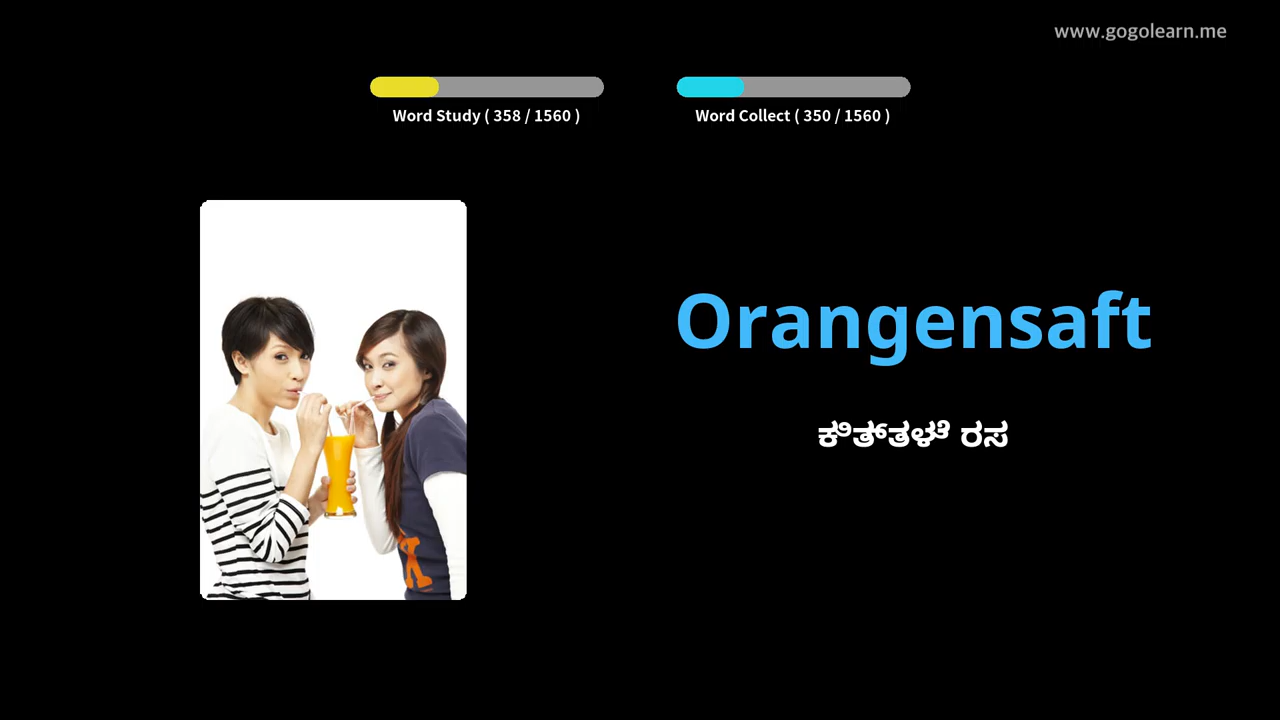 www.gogolearn.me
Word Study ( 358 / 1560 )
Word Collect ( 350 / 1560 )
Orangensaft
ಕಿತ್ತಳೆ ರಸ